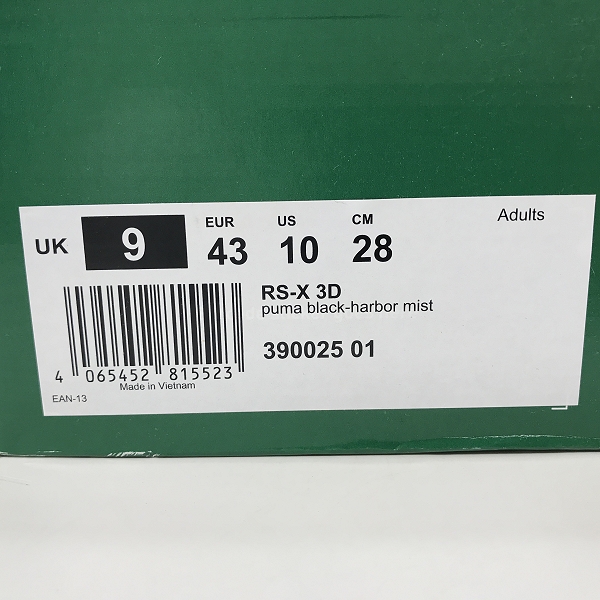 EUR US CM Adults
UK 9 43 10 28
RS-X 3D
puma black-harbor mist
390025 01
4 065452 815523
Made in Vietnam
EAN-13